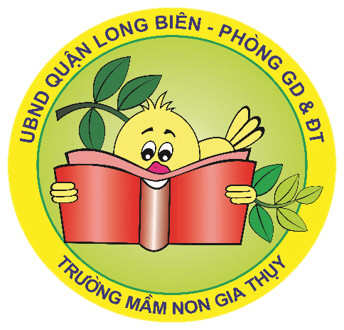 UBND QUẬN LONG BIÊN - PHÒNG GD & ĐT
TRƯỜNG MẦM NON GIA THỤY